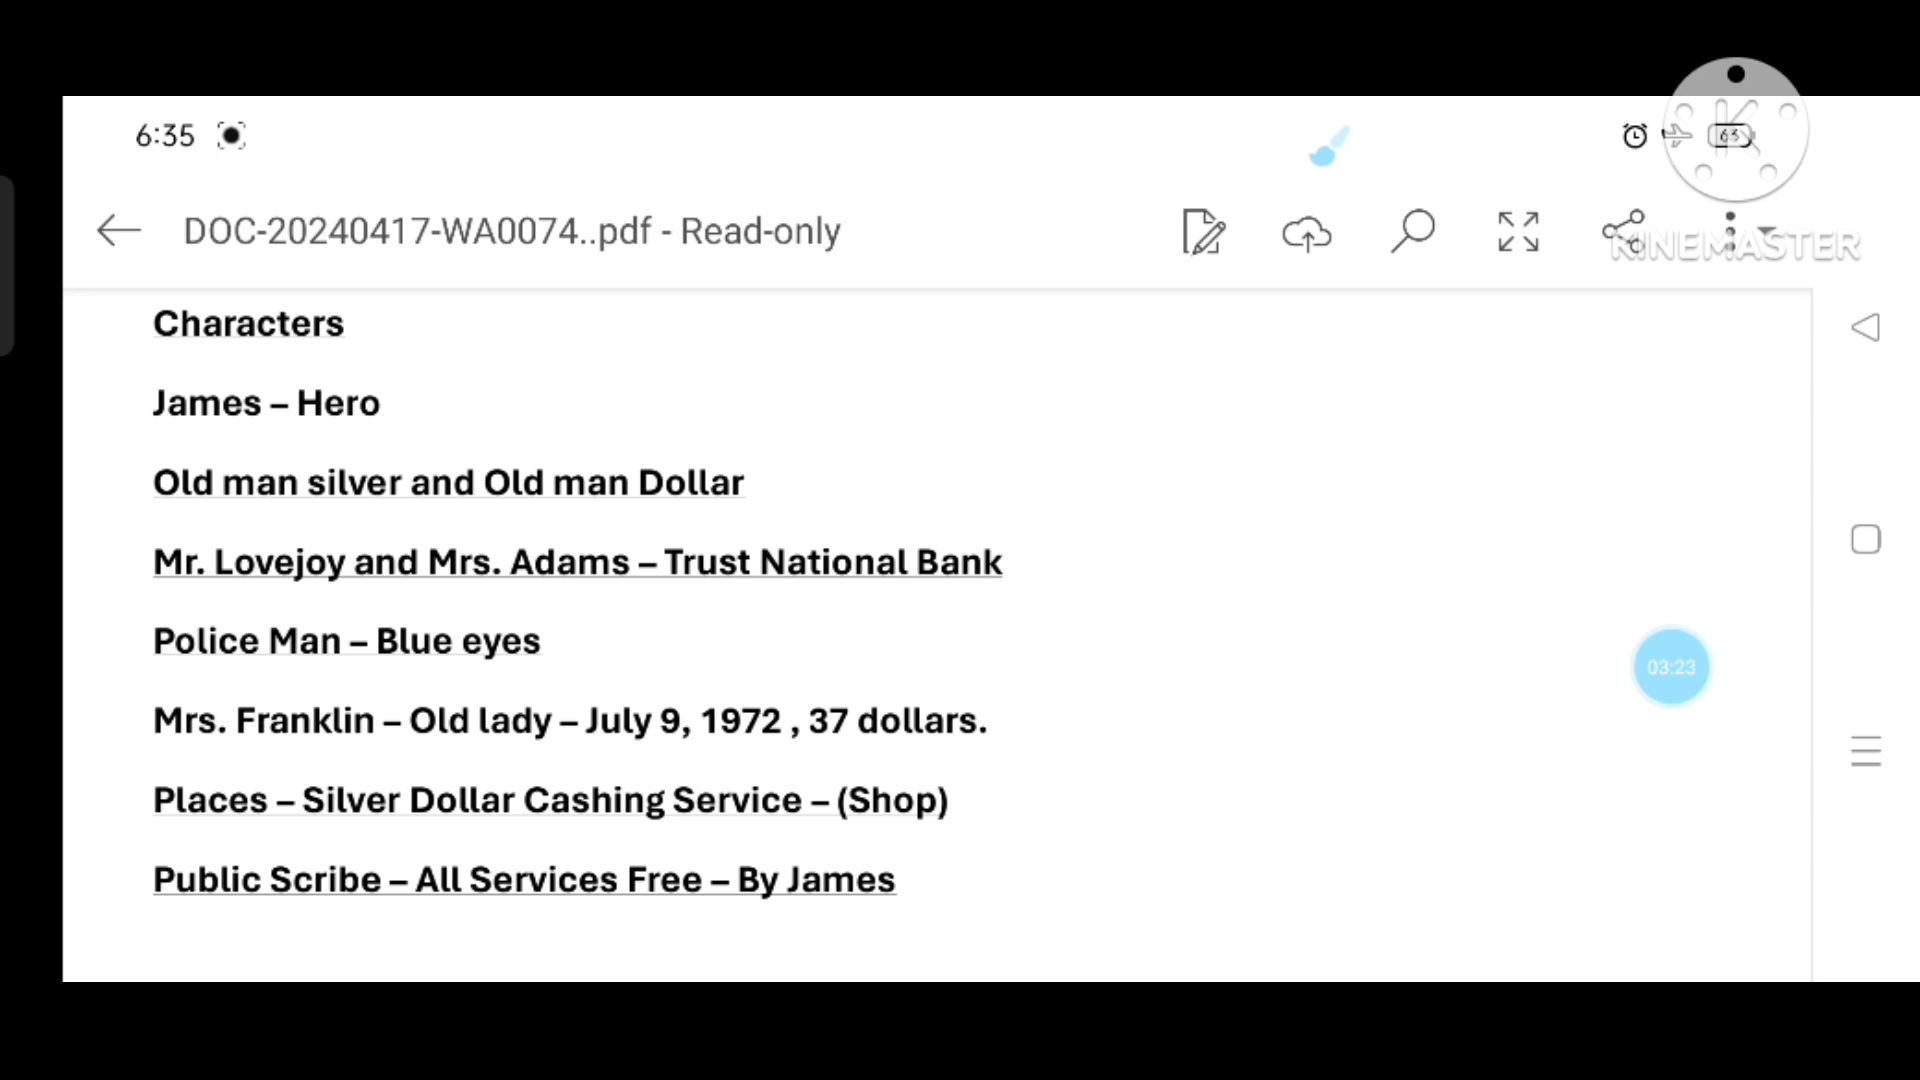 6:35
63
DOC-20240417-WA0074..pdf - Read-only
KINEMASTER
Characters
James – Hero
Old man silver and Old man Dollar
Mr. Lovejoy and Mrs. Adams – Trust National Bank
Police Man – Blue eyes
03:23
Mrs. Franklin – Old lady – July 9, 1972 , 37 dollars.
Places – Silver Dollar Cashing Service – (Shop)
Public Scribe – All Services Free – By James